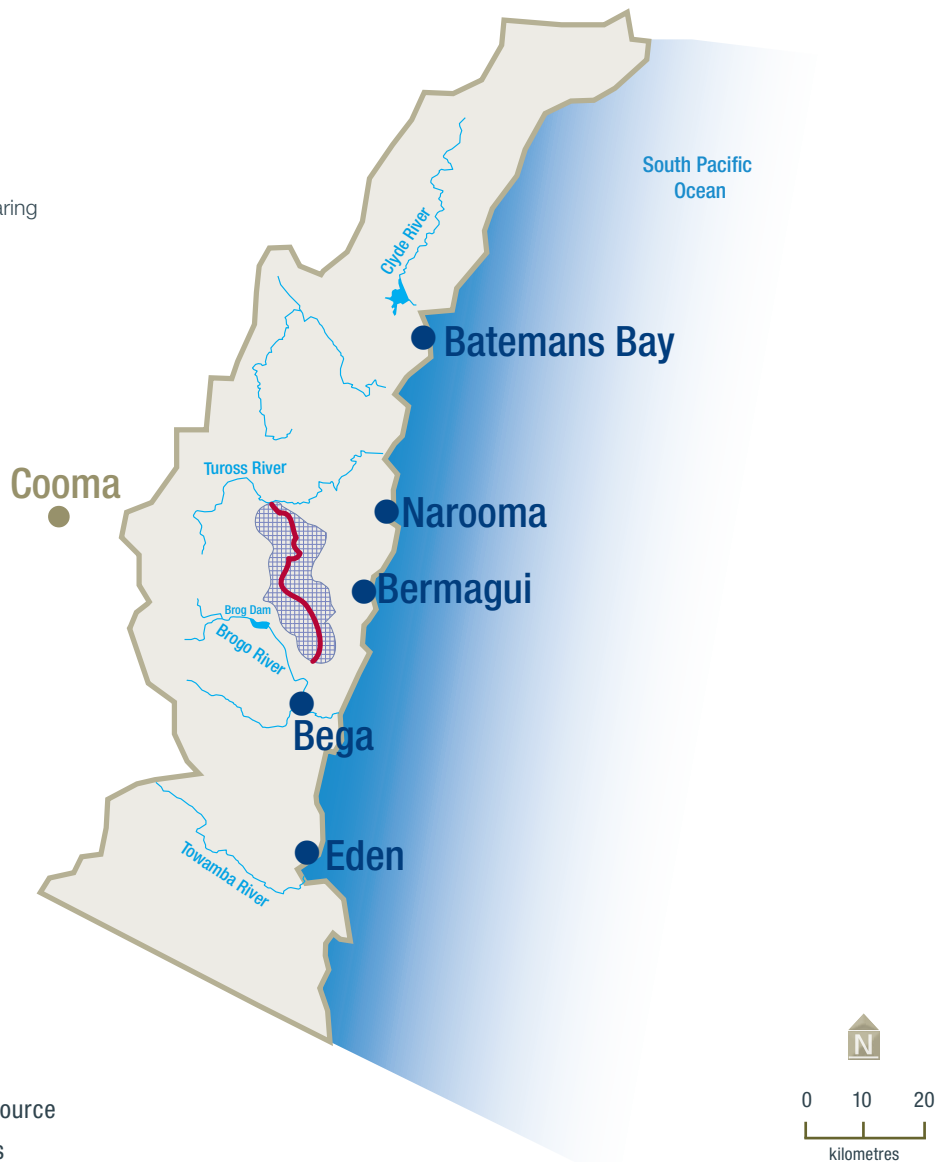 South Pacific
Ocean
aring
Clyde River
Batemans Bay
Tuross River
Cooma
Narooma
Bermagui
Brog Dam
Brogo River
Bega
Eden
Towamba River
N
ource
0 10 20
s
kilometres